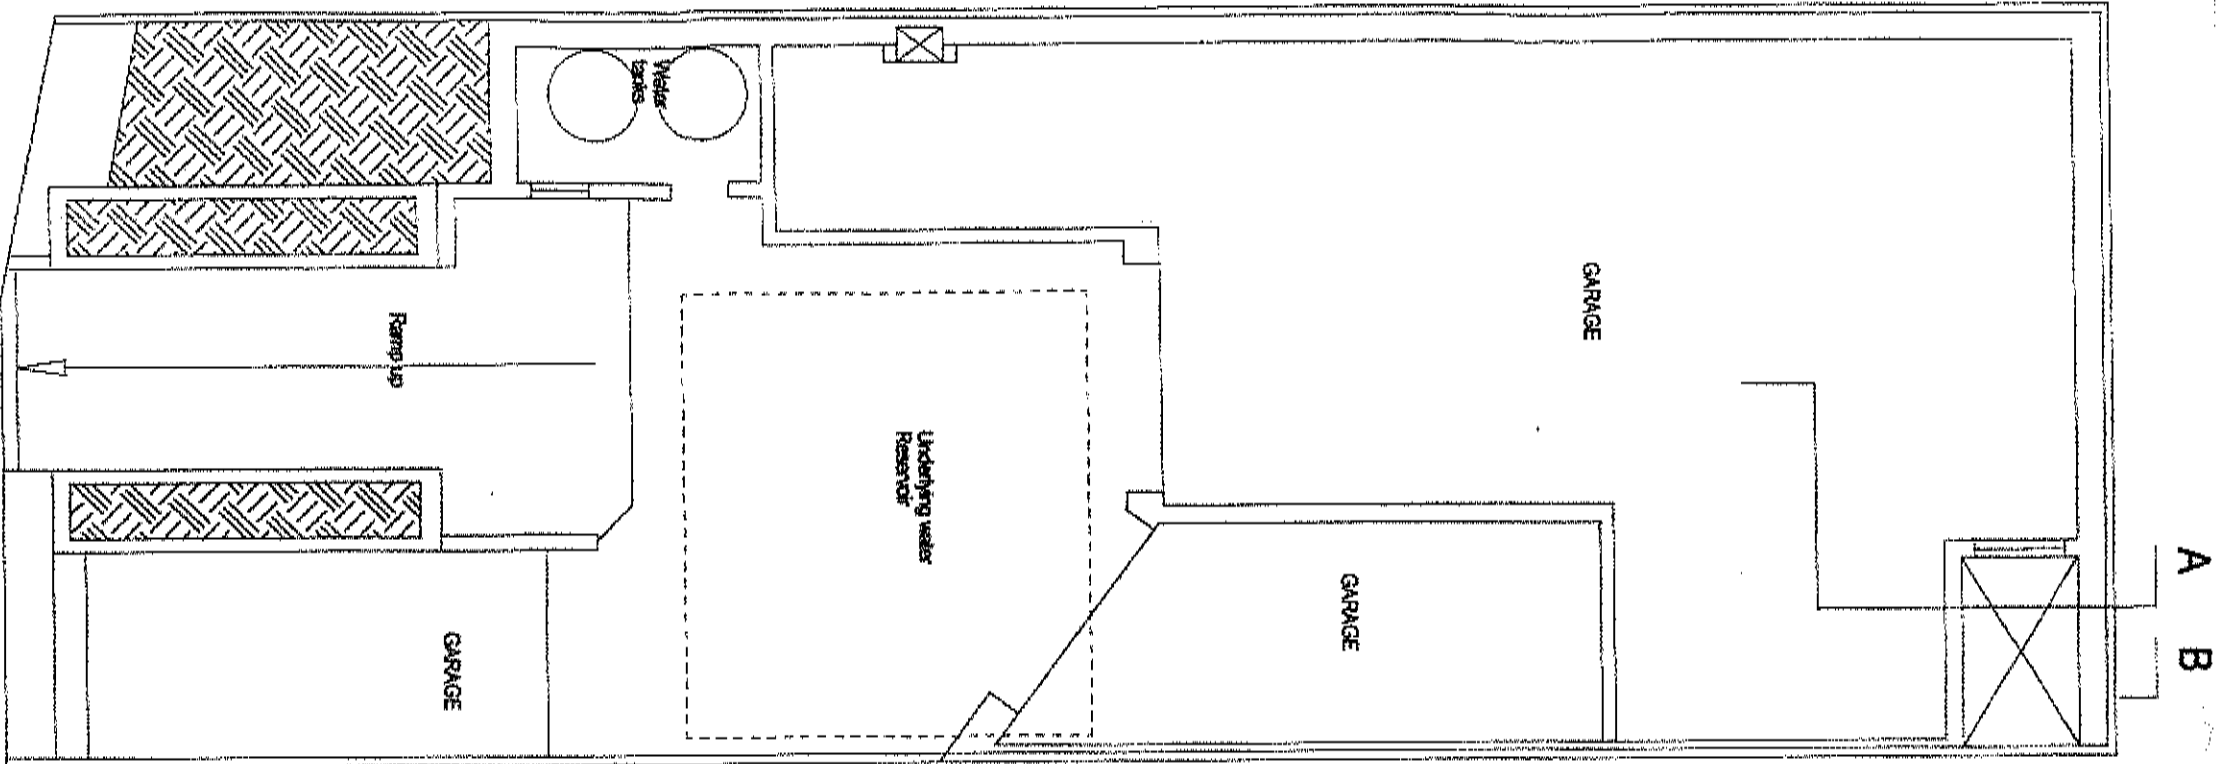 Water
tanks
GARAGE
Ramp up
Underlying water
Reservoir
GARAGE
GARAGE
A
B